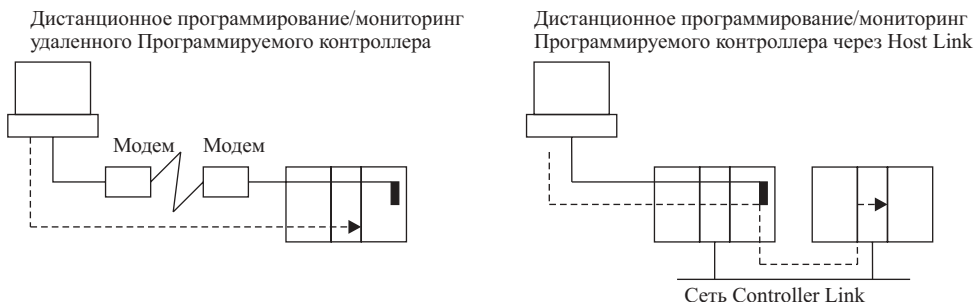 Дистанционное программирование/мониторинг
удаленного Программируемого контроллера
Модем
Модем
Дистанционное программирование/мониторинг
Программируемого контроллера через Host Link
Сеть Controller Link